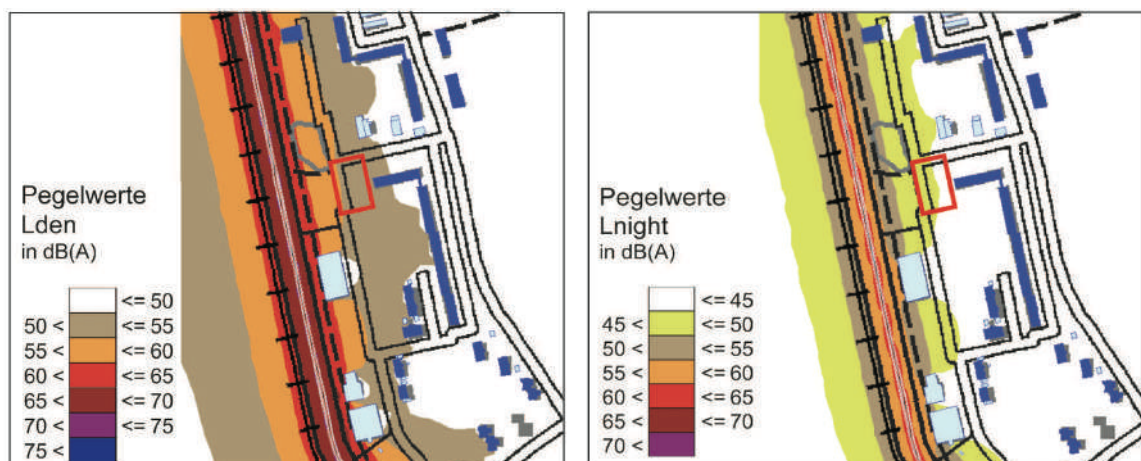 Pegelwerte
Lden
in dB(A)
<= 50
50 < <= 55
55 < <= 60
60 < <= 65
65 < <= 70
70 < <= 75
75 <
Pegelwerte
Lnight
in dB(A)
<= 45
45 < <= 50
50 < <= 55
55 < <= 60
60 < <= 65
65 < <= 70
70 <